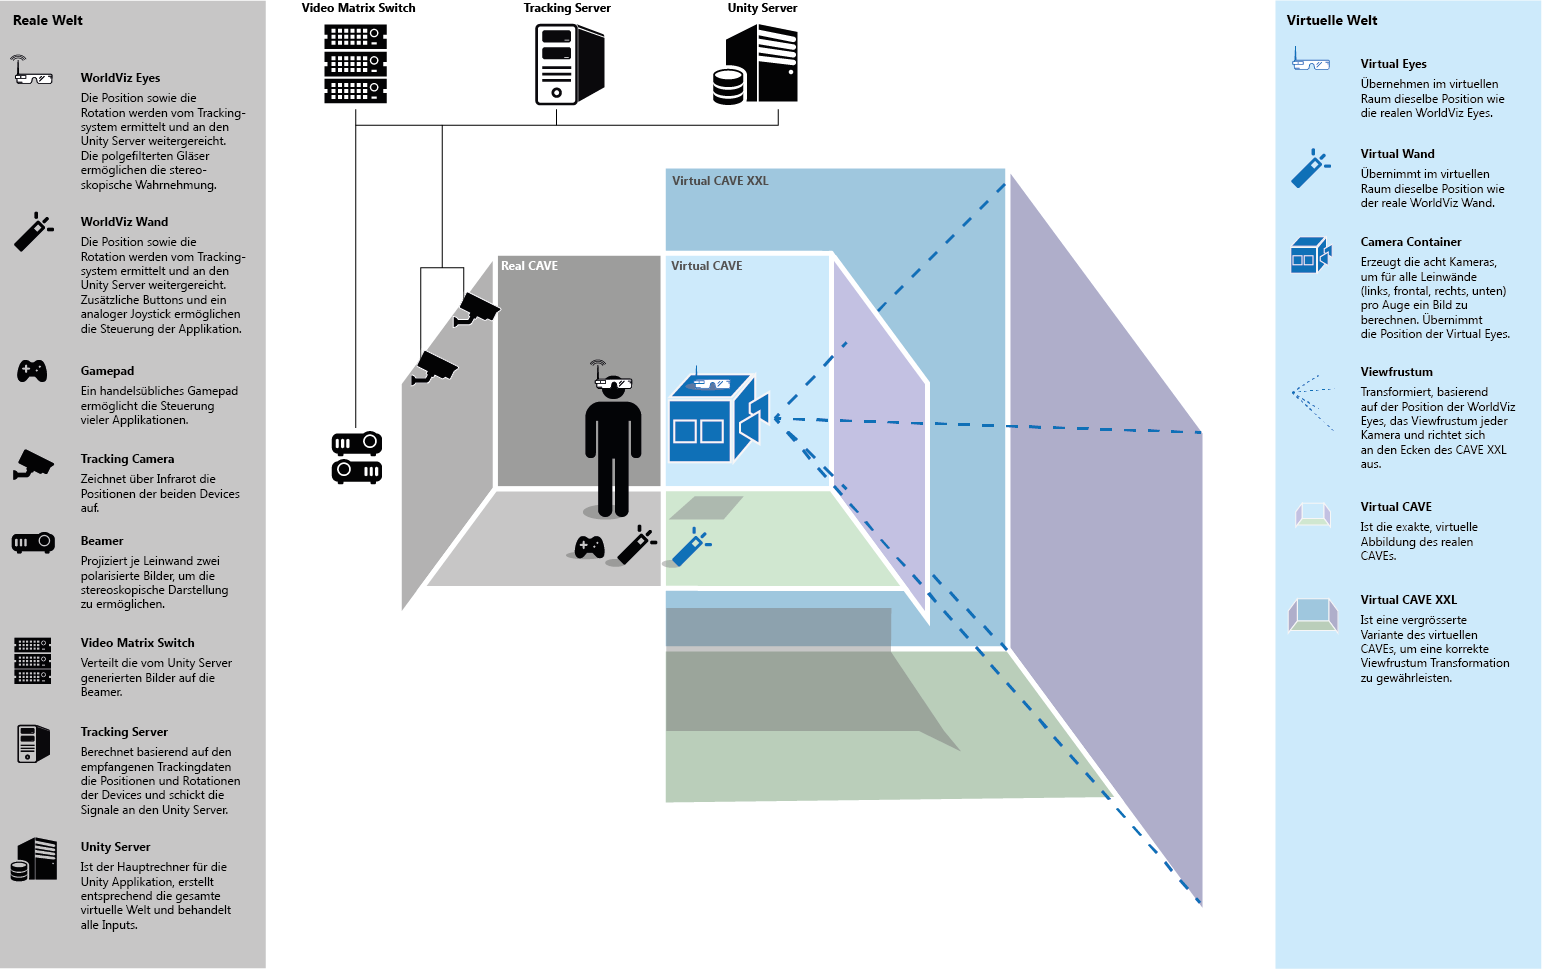 Reale Welt
WorldViz Eyes
Die Position sowie die
Rotation werden vom Tracking-
system ermittelt und an den
Unity Server weitergereicht.
Die polgefilterten Gläser
ermöglichen die stereo-
skopische Wahrnehmung.
WorldViz Wand
Die Position sowie die
Rotation werden vom Tracking-
system ermittelt und an den
Unity Server weitergereicht.
Zusätzliche Buttons und ein
analoger Joystick ermöglichen
die Steuerung der Applikation.
Gamepad
Ein handelsübliches Gamepad
ermöglicht die Steuerung
vieler Applikationen.
Tracking Camera
Zeichnet über Infrarot die
Positionen der beiden Devices
auf.
Beamer
Projiziert je Leinwand zwei
polarisierte Bilder, um die
stereoskopische Darstellung
zu ermöglichen.
Video Matrix Switch
Verteilt die vom Unity Server
generierten Bilder auf die
Beamer.
Tracking Server
Berechnet basierend auf den
empfangenen Trackingdaten
die Positionen und Rotationen
der Devices und schickt die
Signale an den Unity Server.
Unity Server
Ist der Hauptrechner für die
Unity Applikation, erstellt
entsprechend die gesamte
virtuelle Welt und behandelt
alle Inputs.
Video Matrix Switch
Tracking Server
Unity Server
Virtual CAVE XXL
Real CAVE
Virtual CAVE
Virtuelle Welt
Virtual Eyes
Übernehmen im virtuellen
Raum dieselbe Position wie
die realen WorldViz Eyes.
Virtual Wand
Übernimmt im virtuellen
Raum dieselbe Position wie
der reale WorldViz Wand.
Camera Container
Erzeugt die acht Kameras,
um für alle Leinwände
(links, frontal, rechts, unten)
pro Auge ein Bild zu
berechnen. Übernimmt
die Position der Virtual Eyes.
Viewfrustum
Transformiert, basierend
auf der Position der WorldViz
Eyes, das Viewfrustum jeder
Kamera und richtet sich
an den Ecken des CAVE XXL
aus.
Virtual CAVE
Ist die exakte, virtuelle
Abbildung des realen
CAVEs.
Virtual CAVE XXL
Ist eine vergrösserte
Variante des virtuellen
CAVEs, um eine korrekte
Viewfrustum Transformation
zu gewährleisten.